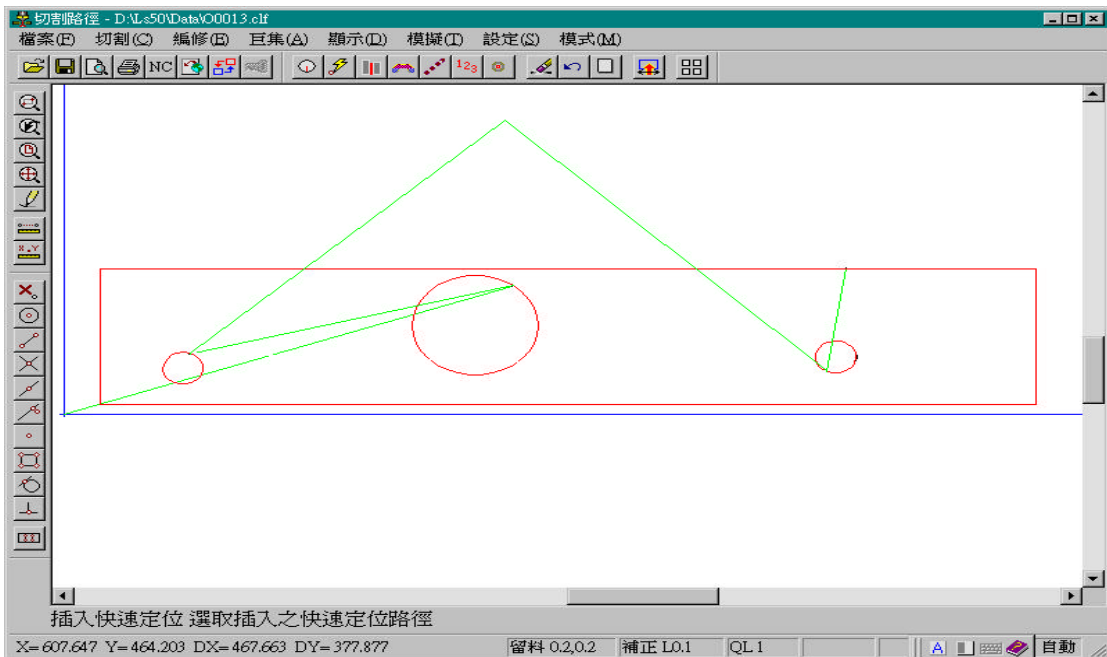 切割路徑 - D:\Ls50\Data\O0013.clf
檔案(F) 切割(C) 編修(E) 巨集(A) 顯示(D) 模擬(T) 設定(S) 模式(M)
NC 123
X.Y
插入快速定位 選取插入之快速定位路徑
X=607.647 Y=464.203 DX=467.663 DY=377.877 留料 0.2,0.2 補正 L0.1 QL 1 A 自動